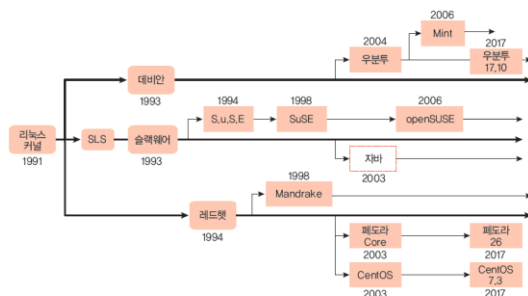 2006
Mint
2004
우분투
2017
우분투
17,10
데비안
1993
1994
S,u,S,E
1998
SuSE
2006
openSUSE
리눅스
커널
1991
SLS
슬랙웨어
1993
자바
2003
1998
Mandrake
레드햇
1994
페도라
Core
2003
페도라
26
2017
CentOS
2003
CentOS
7,3
2017